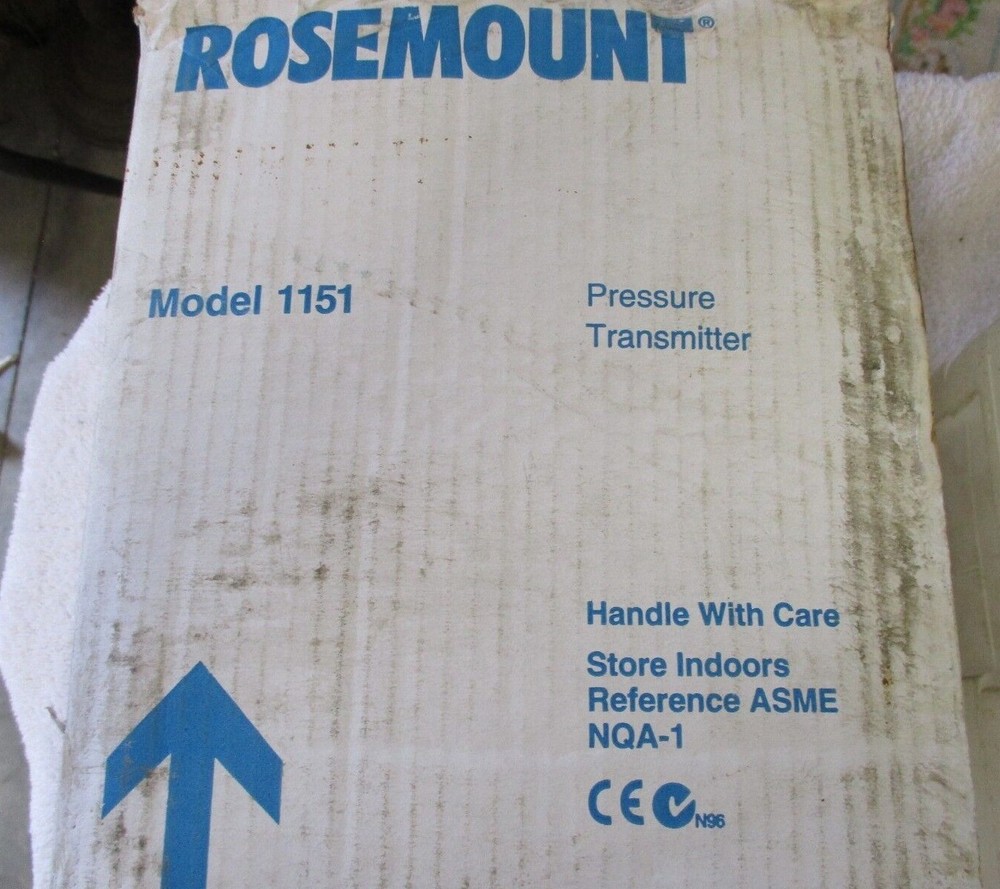 ROSEMOUNT®
Model 1151
Pressure
Transmitter
Handle With Care
Store Indoors
Reference ASME
NQA-1
CE N96